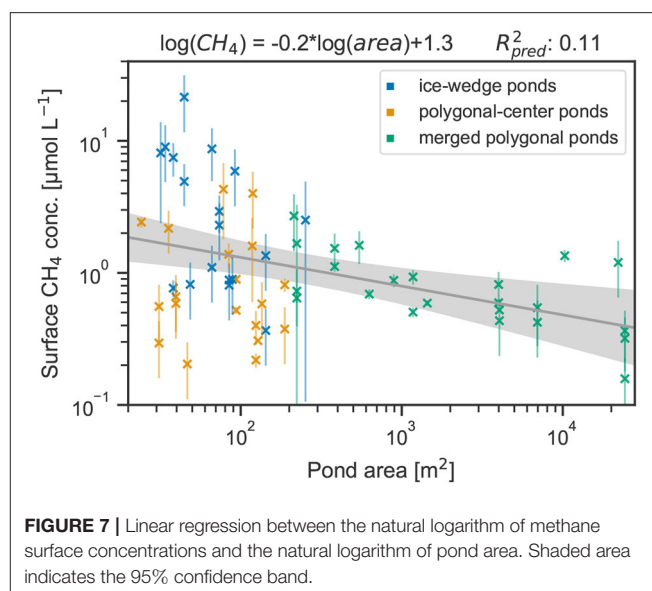 log(CH₄) = -0.2*log(area)+1.3 R²pred: 0.11
ice-wedge ponds
polygonal-center ponds
merged polygonal ponds
Surface CH₄ conc. [µmol L⁻¹]
10¹
10⁰
10⁻¹
10² 10³ 10⁴
Pond area [m²]
FIGURE 7 | Linear regression between the natural logarithm of methane
surface concentrations and the natural logarithm of pond area. Shaded area
indicates the 95% confidence band.